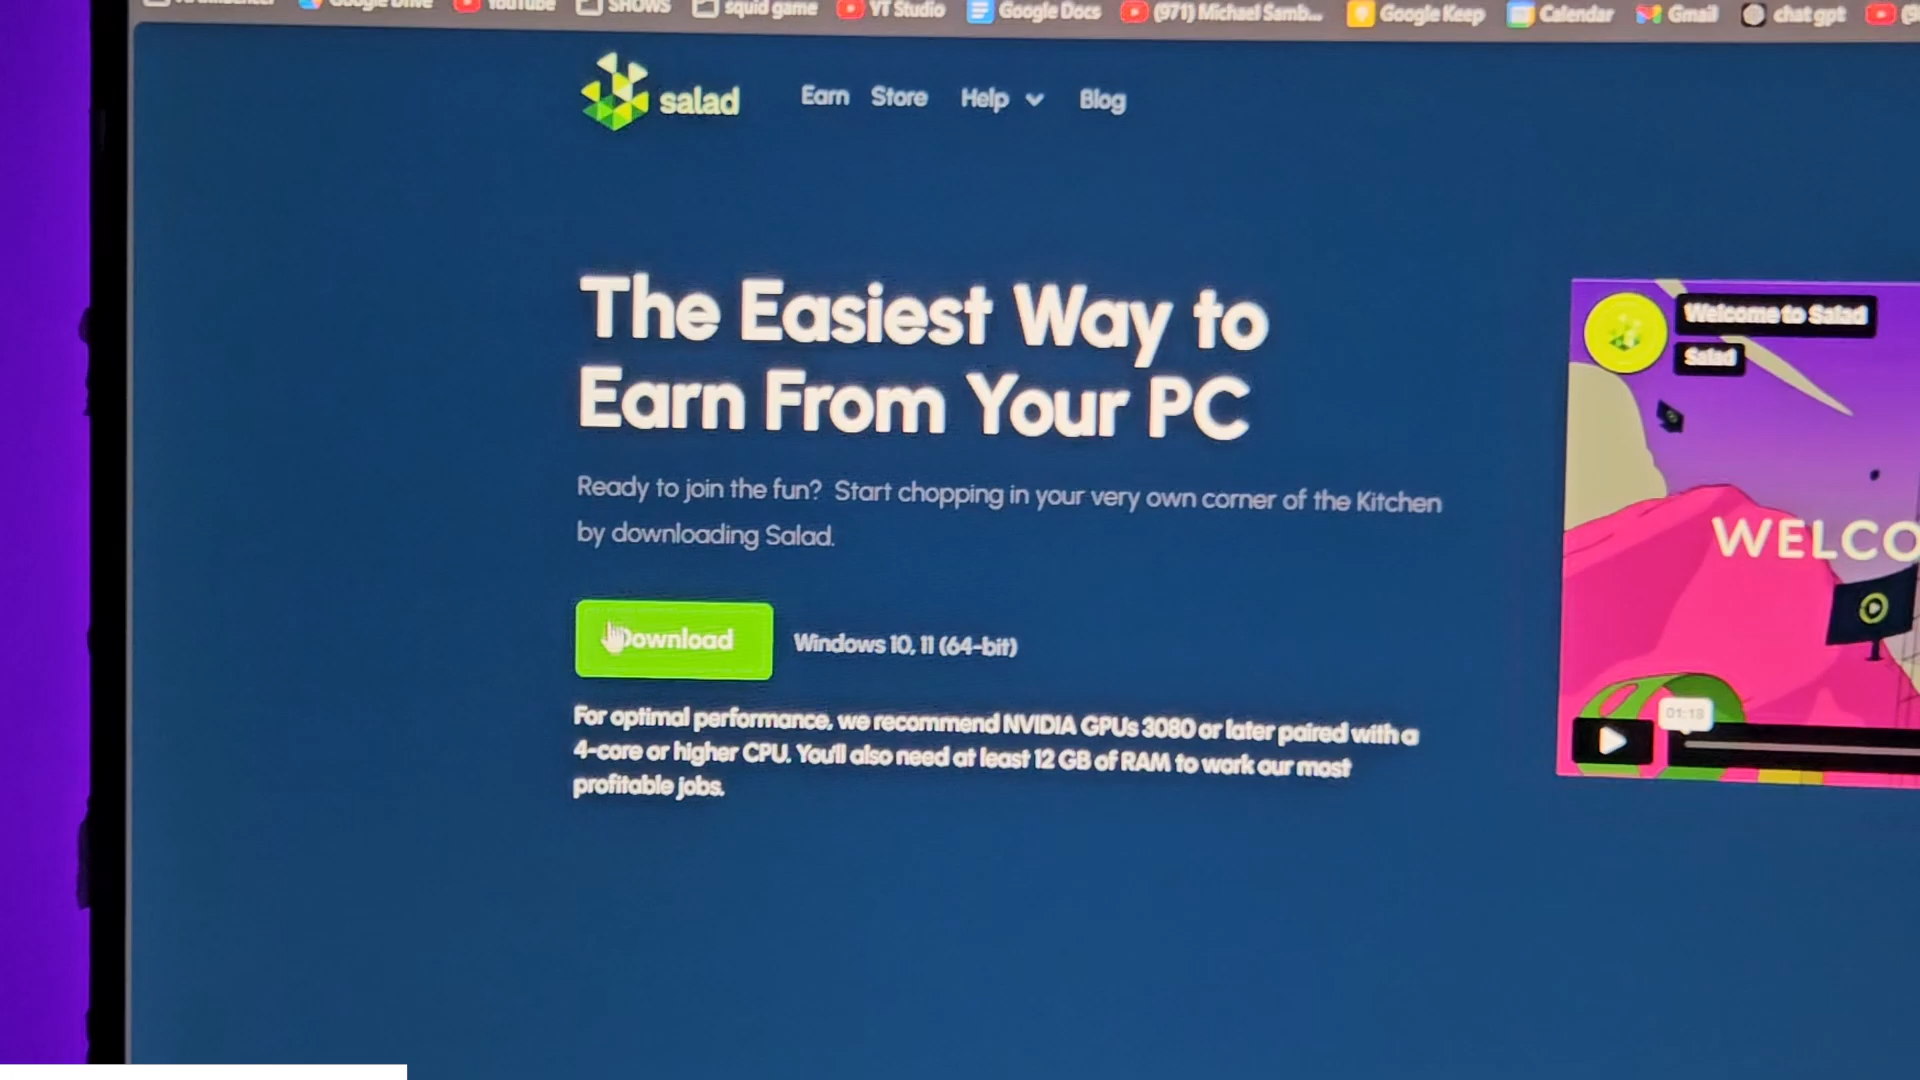 YouTube
SHOWS
squid game
YT Studio
Google Docs
(971) Michael Samb...
Google Keep
Calendar
Gmail
chat gpt
salad
Earn
Store
Help
Blog
The Easiest Way to
Earn From Your PC
Ready to join the fun? Start chopping in your very own corner of the Kitchen
by downloading Salad.
Download
Windows 10, 11 (64-bit)
For optimal performance, we recommend NVIDIA GPUs 3080 or later paired with a
4-core or higher CPU. You'll also need at least 12 GB of RAM to work our most
profitable jobs.
Welcome to Salad
Salad
WELCO
01:18